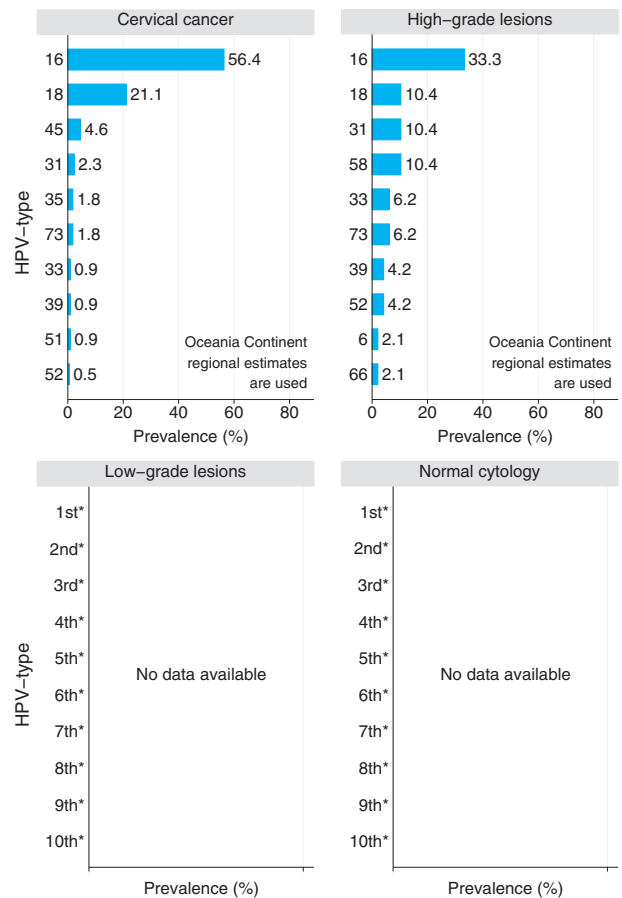 Cervical cancer
HPV−type
16 56.4
18 21.1
45 4.6
31 2.3
35 1.8
73 1.8
33 0.9
39 0.9
51 0.9
52 0.5
Oceania Continent
regional estimates
are used
0 20 40 60 80
Prevalence (%)
High−grade lesions
16 33.3
18 10.4
31 10.4
58 10.4
33 6.2
73 6.2
39 4.2
52 4.2
6 2.1
66 2.1
Oceania Continent
regional estimates
are used
0 20 40 60 80
Prevalence (%)
Low−grade lesions
HPV−type
1st*
2nd*
3rd*
4th*
5th*
6th*
7th*
8th*
9th*
10th*
No data available
Prevalence (%)
Normal cytology
1st*
2nd*
3rd*
4th*
5th*
6th*
7th*
8th*
9th*
10th*
No data available
Prevalence (%)